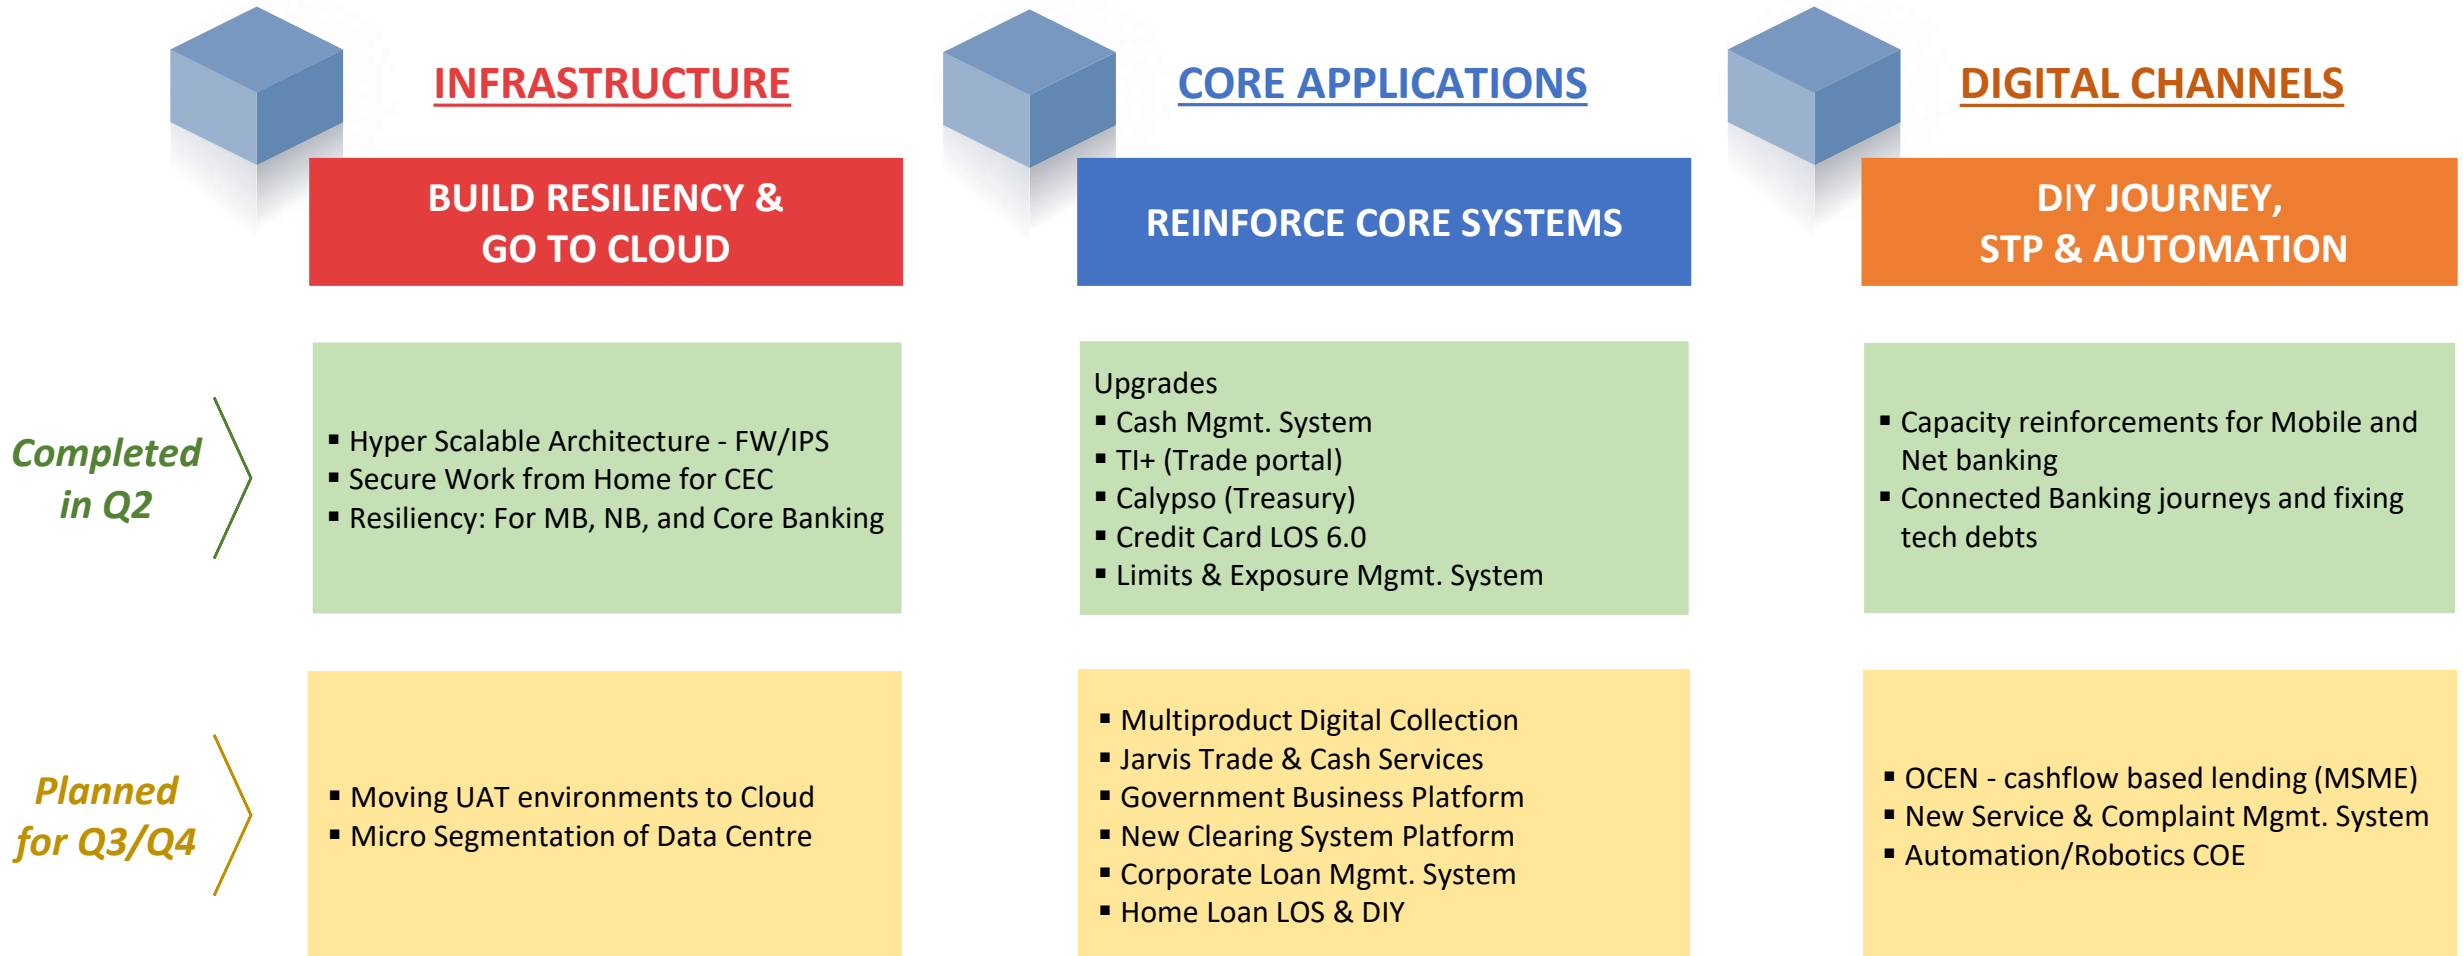 INFRASTRUCTURE
BUILD RESILIENCY &
GO TO CLOUD
CORE APPLICATIONS
REINFORCE CORE SYSTEMS
DIGITAL CHANNELS
DIY JOURNEY,
STP & AUTOMATION
Completed
in Q2
▪ Hyper Scalable Architecture - FW/IPS
▪ Secure Work from Home for CEC
▪ Resiliency: For MB, NB, and Core Banking
Upgrades
▪ Cash Mgmt. System
▪ TI+ (Trade portal)
▪ Calypso (Treasury)
▪ Credit Card LOS 6.0
▪ Limits & Exposure Mgmt. System
▪ Capacity reinforcements for Mobile and
Net banking
▪ Connected Banking journeys and fixing
tech debts
Planned
for Q3/Q4
▪ Moving UAT environments to Cloud
▪ Micro Segmentation of Data Centre
▪ Multiproduct Digital Collection
▪ Jarvis Trade & Cash Services
▪ Government Business Platform
▪ New Clearing System Platform
▪ Corporate Loan Mgmt. System
▪ Home Loan LOS & DIY
▪ OCEN - cashflow based lending (MSME)
▪ New Service & Complaint Mgmt. System
▪ Automation/Robotics COE